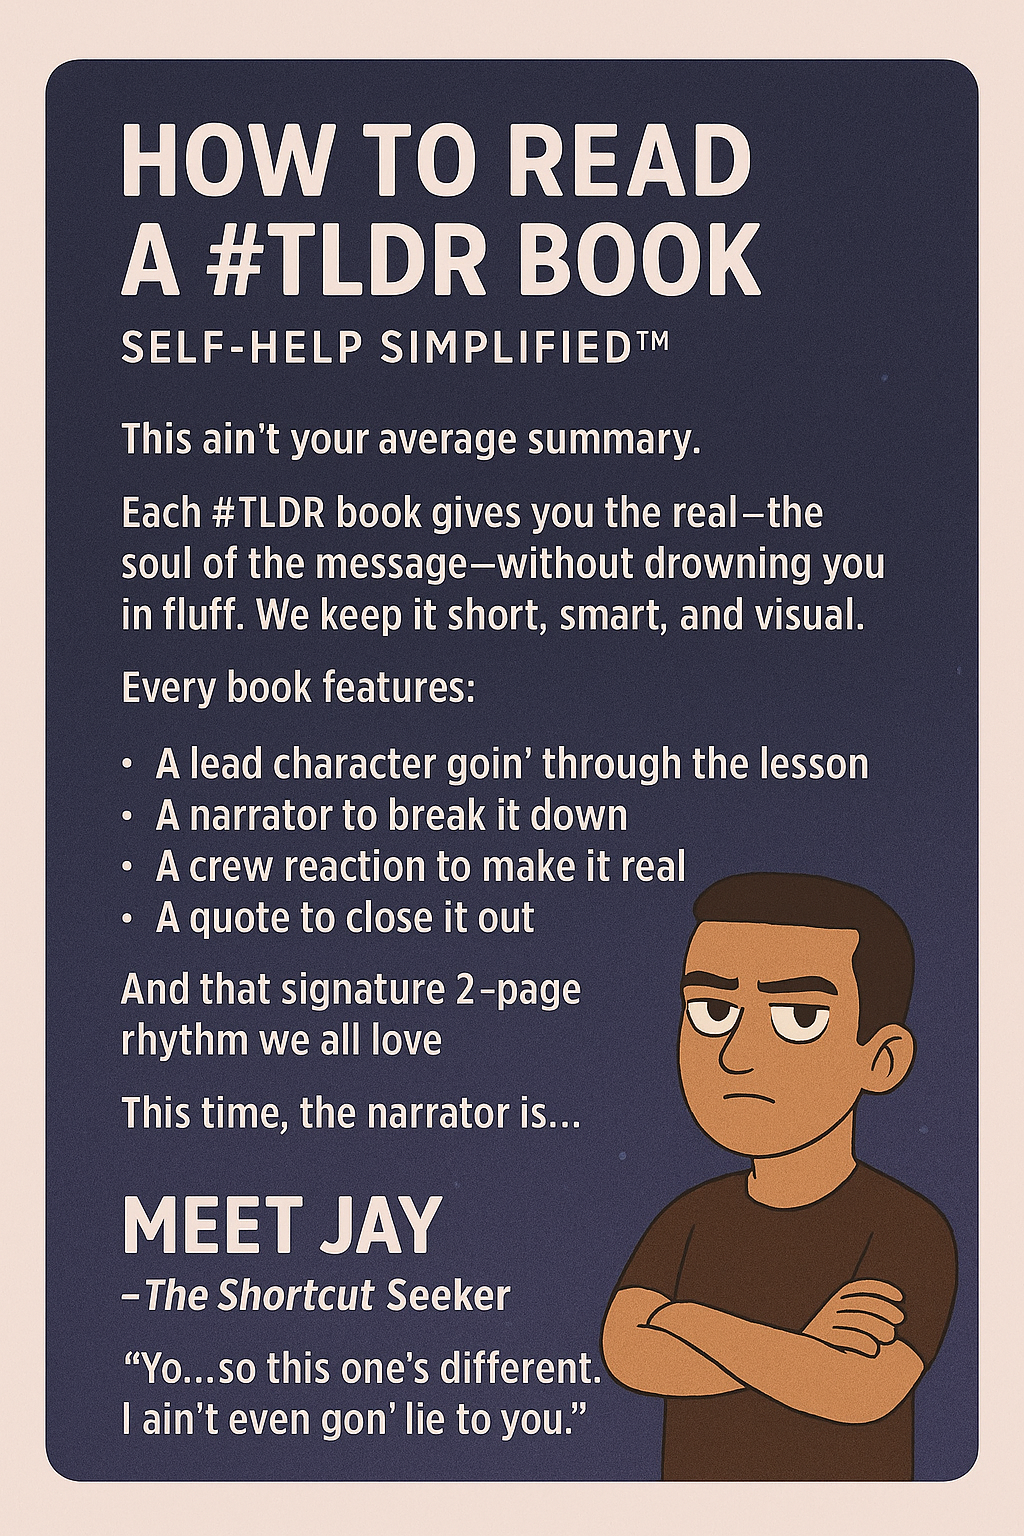 HOW TO READ
A #TLDR BOOK
SELF-HELP SIMPLIFIED™
This ain't your average summary.
Each #TLDR book gives you the real–the
soul of the message—without drowning you
in fluff. We keep it short, smart, and visual.
Every book features:
• A lead character goin' through the lesson
• A narrator to break it down
• A crew reaction to make it real
• A quote to close it out
And that signature 2-page
rhythm we all love
This time, the narrator is...
MEET JAY
–The Shortcut Seeker
“Yo...so this one's different.
I ain't even gon' lie to you.”